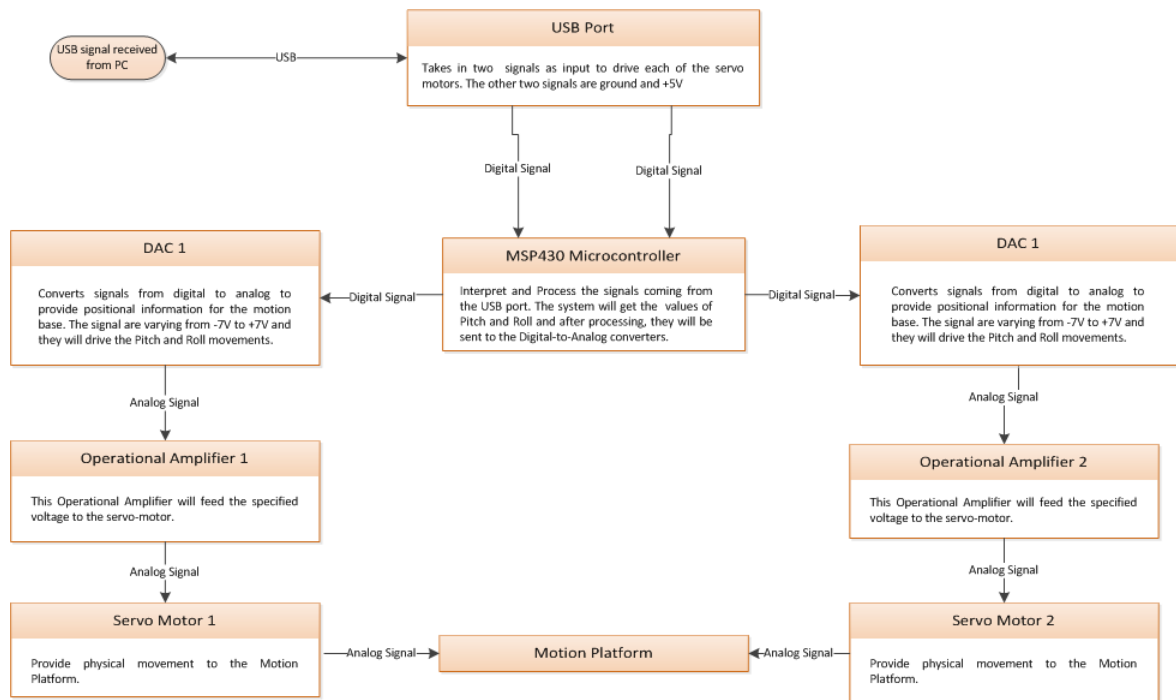 USB Port
USB signal received
from PC
USB
Takes in two signals as input to drive each of the servo
motors. The other two signals are ground and +5V
Digital Signal
Digital Signal
DAC 1
Converts signals from digital to analog to
provide positional information for the motion
base. The signal are varying from -7V to +7V and
they will drive the Pitch and Roll movements.
Digital Signal
MSP430 Microcontroller
Interpret and Process the signals coming from
the USB port. The system will get the values of
Pitch and Roll and after processing, they will be
sent to the Digital-to-Analog converters.
Digital Signal
DAC 1
Converts signals from digital to analog to
provide positional information for the motion
base. The signal are varying from -7V to +7V and
they will drive the Pitch and Roll movements.
Analog Signal
Analog Signal
Operational Amplifier 1
This Operational Amplifier will feed the specified
voltage to the servo-motor.
Operational Amplifier 2
This Operational Amplifier will feed the specified
voltage to the servo-motor.
Analog Signal
Analog Signal
Servo Motor 1
Provide physical movement to the Motion
Platform.
Analog Signal
Motion Platform
Analog Signal
Servo Motor 2
Provide physical movement to the Motion
Platform.